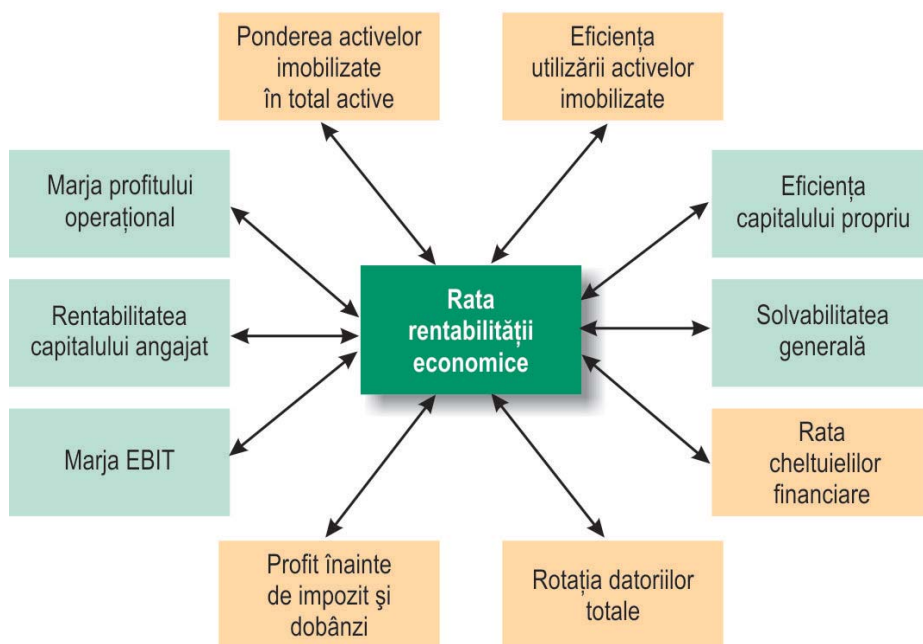 Ponderea activelor
imobilizate
în total active
Eficiența
utilizării activelor
imobilizate
Marja profitului
operațional
Eficiența
capitalului propriu
Rentabilitatea
capitalului angajat
Rata
rentabilității
economice
Solvabilitatea
generală
Marja EBIT
Rata
cheltuielilor
financiare
Profit înainte
de impozit şi
dobânzi
Rotația datoriilor
totale